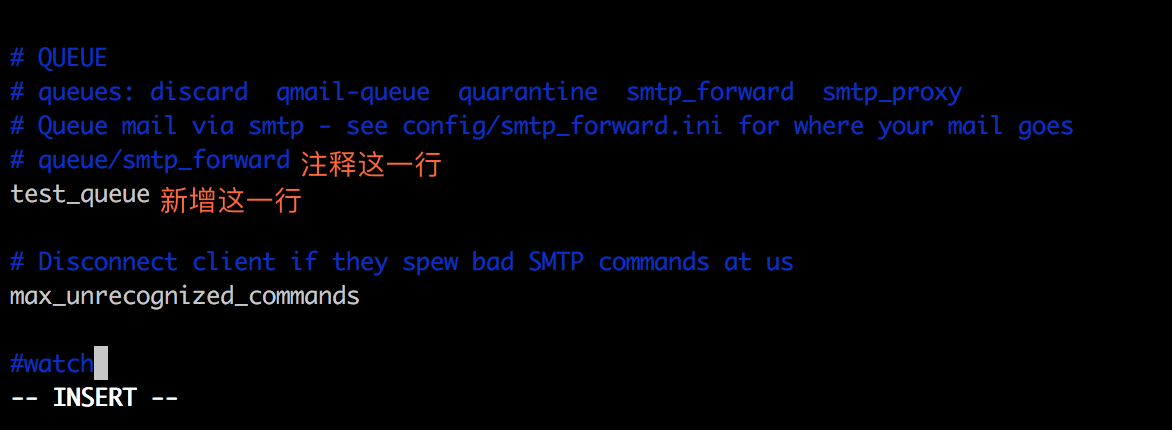 # QUEUE
# queues: discard  qmail-queue  quarantine  smtp_forward  smtp_proxy
# Queue mail via smtp - see config/smtp_forward.ini for where your mail goes
# queue/smtp_forward 注释这一行
test_queue 新增这一行
# Disconnect client if they spew bad SMTP commands at us
max_unrecognized_commands
#watch
-- INSERT --